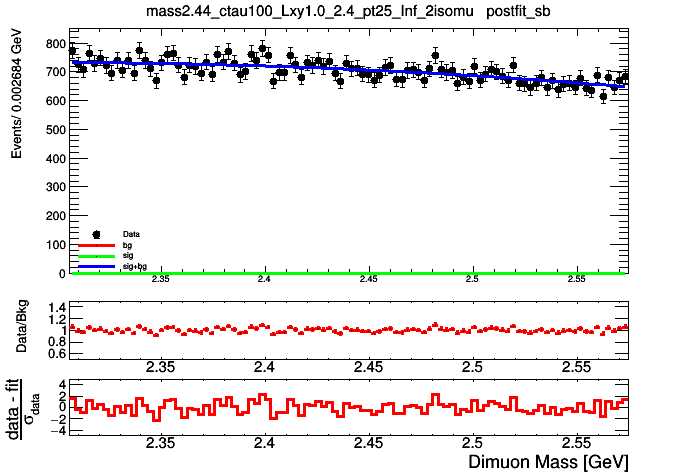 mass2.44_ctau100_Lxy1.0_2.4_pt25_Inf_2isomu postfit_sb
Events/ 0.002684 GeV
800
700
600
500
400
300
200
100
0
Data
bg
sig
sig+bg
2.35 2.4 2.45 2.5 2.55
Data/Bkg
1.4
1.2
1
0.8
0.6
2.35 2.4 2.45 2.5 2.55
data - fit
σdata
4
2
0
−2
−4
2.35 2.4 2.45 2.5 2.55
Dimuon Mass [GeV]